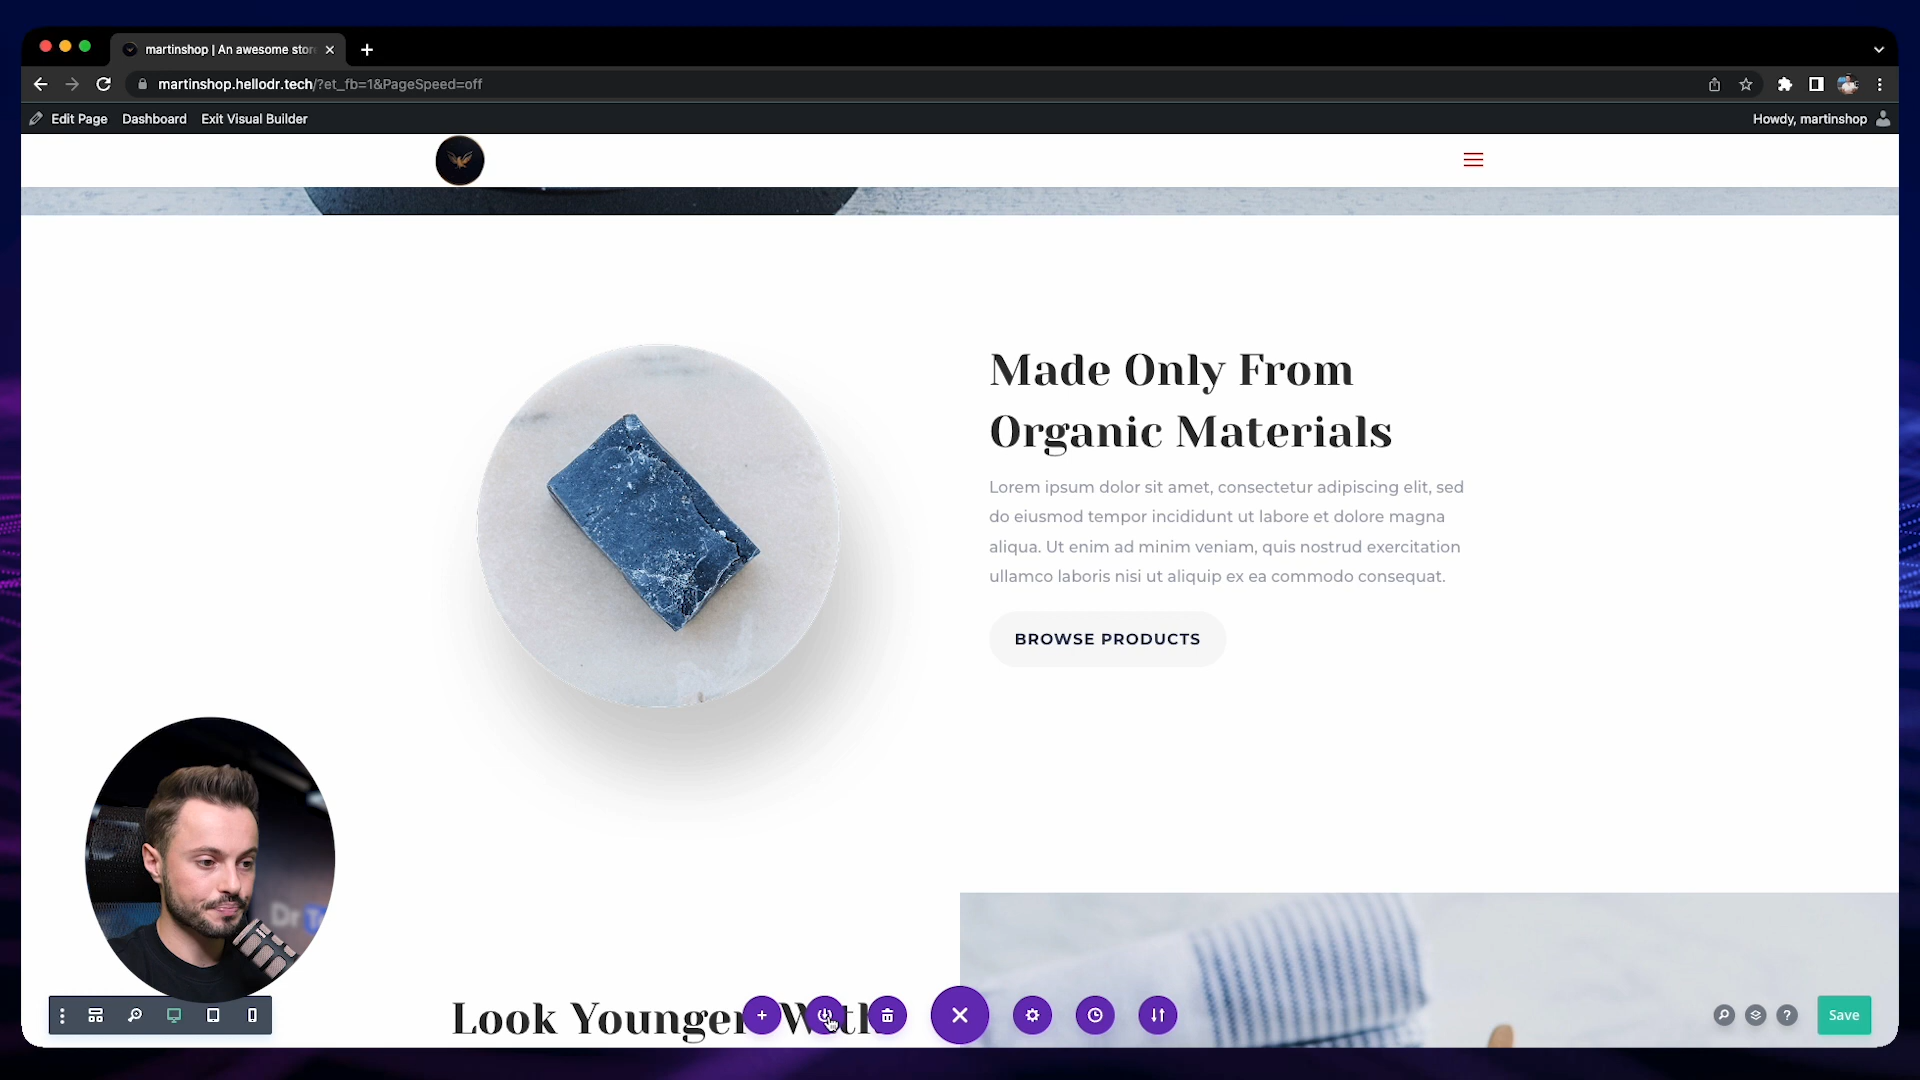 martinshop | An awesome stor
martinshop.hellodr.tech/?et_fb=1&PageSpeed=off
Edit Page Dashboard Exit Visual Builder
Howdy, martinshop
Made Only From
Organic Materials
Lorem ipsum dolor sit amet, consectetur adipiscing elit, sed
do eiusmod tempor incididunt ut labore et dolore magna
aliqua. Ut enim ad minim veniam, quis nostrud exercitation
ullamco laboris nisi ut aliquip ex ea commodo consequat.
BROWSE PRODUCTS
Dr T
Look Younger With
Save